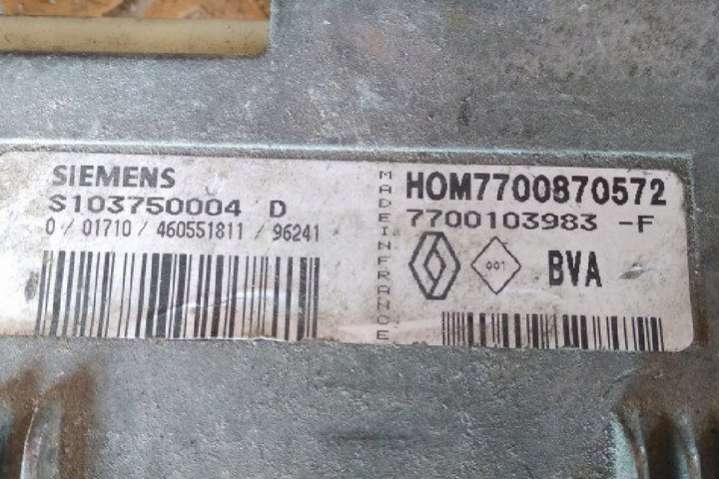 SIEMENS
S103750004 D
0 / 01710 / 460551811 / 96241
MADE IN FRANCE
HOM7700870572
7700103983 -F
001
BVA